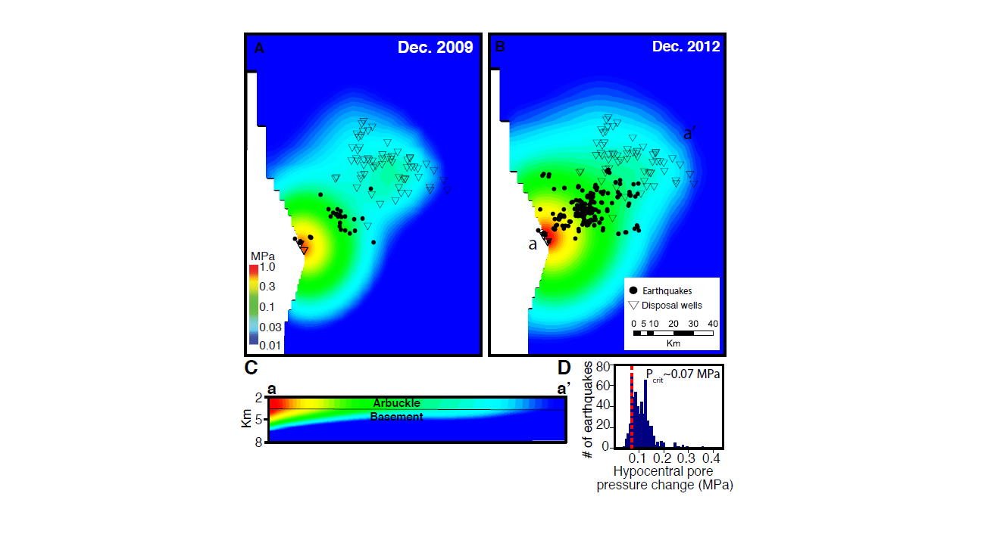 A
Dec. 2009
B
Dec. 2012
a'
a
MPa
1.0
0.3
0.1
0.03
0.01
Earthquakes
Disposal wells
0 5 10 20 30 40
Km
C
a
a'
2
5
8
Km
Arbuckle
Basement
D
80
60
40
20
0
# of earthquakes
Pcrit~0.07 MPa
0.1 0.2 0.3 0.4
Hypocentral pore
pressure change (MPa)